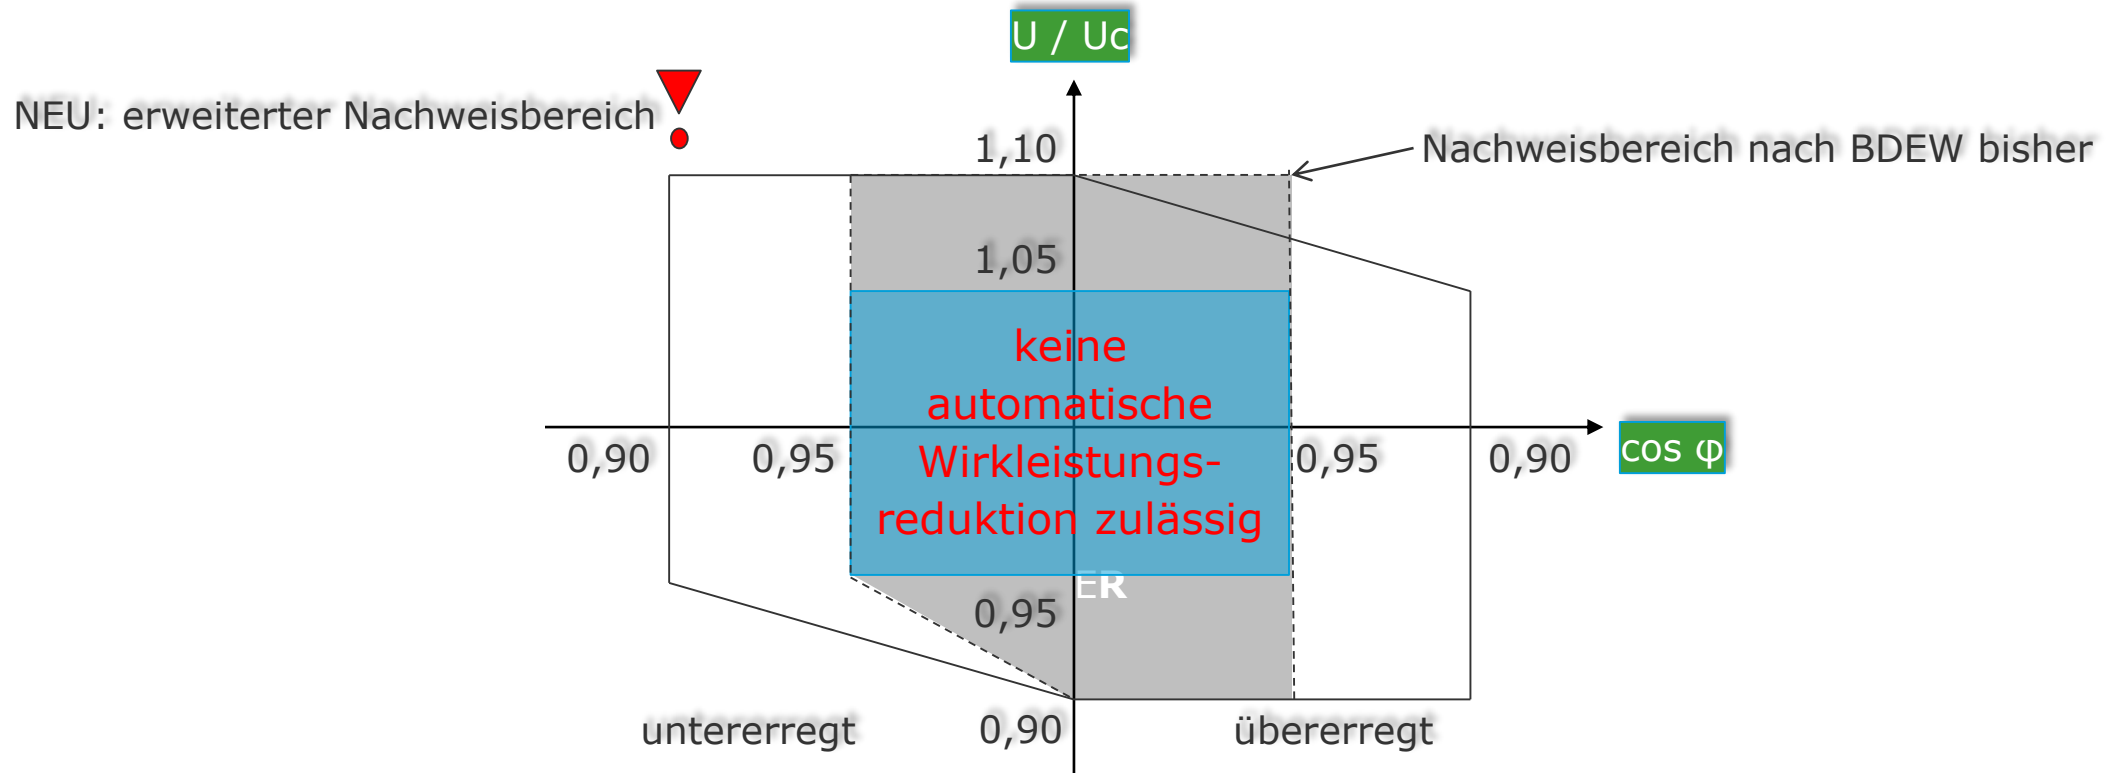 U / Uc
NEU: erweiterter Nachweisbereich
1,10
Nachweisbereich nach BDEW bisher
1,05
keine
automatische
Wirkleistungs-
reduktion zulässig
0,90
0,95
0,95
0,90
cos φ
ER
0,95
untererregt
0,90
übererregt